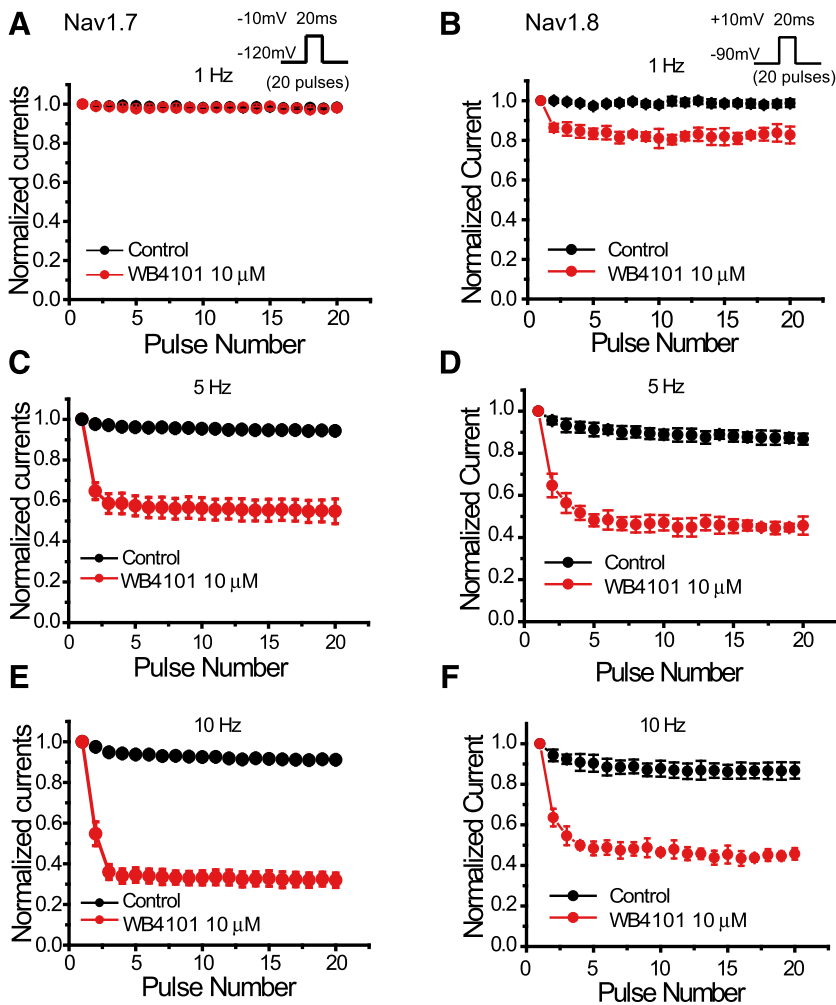 A Nav1.7 -10mV 20ms
-120mV
(20 pulses)
1 Hz
Normalized currents
1.0
0.8
0.6
0.4
0.2
0.0
Control
WB4101 10 μM
0 5 10 15 20
Pulse Number
B Nav1.8 +10mV 20ms
-90mV
(20 pulses)
1 Hz
Normalized Current
1.0
0.8
0.6
0.4
0.2
0.0
Control
WB4101 10 μM
0 5 10 15 20
Pulse Number
C
5 Hz
Normalized currents
1.0
0.8
0.6
0.4
0.2
0.0
Control
WB4101 10 μM
0 5 10 15 20
Pulse Number
D
5 Hz
Normalized Current
1.0
0.8
0.6
0.4
0.2
0.0
Control
WB4101 10 μM
0 5 10 15 20
Pulse Number
E
10 Hz
Normalized currents
1.0
0.8
0.6
0.4
0.2
0.0
Control
WB4101 10 μM
0 5 10 15 20
Pulse Number
F
10 Hz
Normalized Current
1.0
0.8
0.6
0.4
0.2
0.0
Control
WB4101 10 μM
0 5 10 15 20
Pulse Number